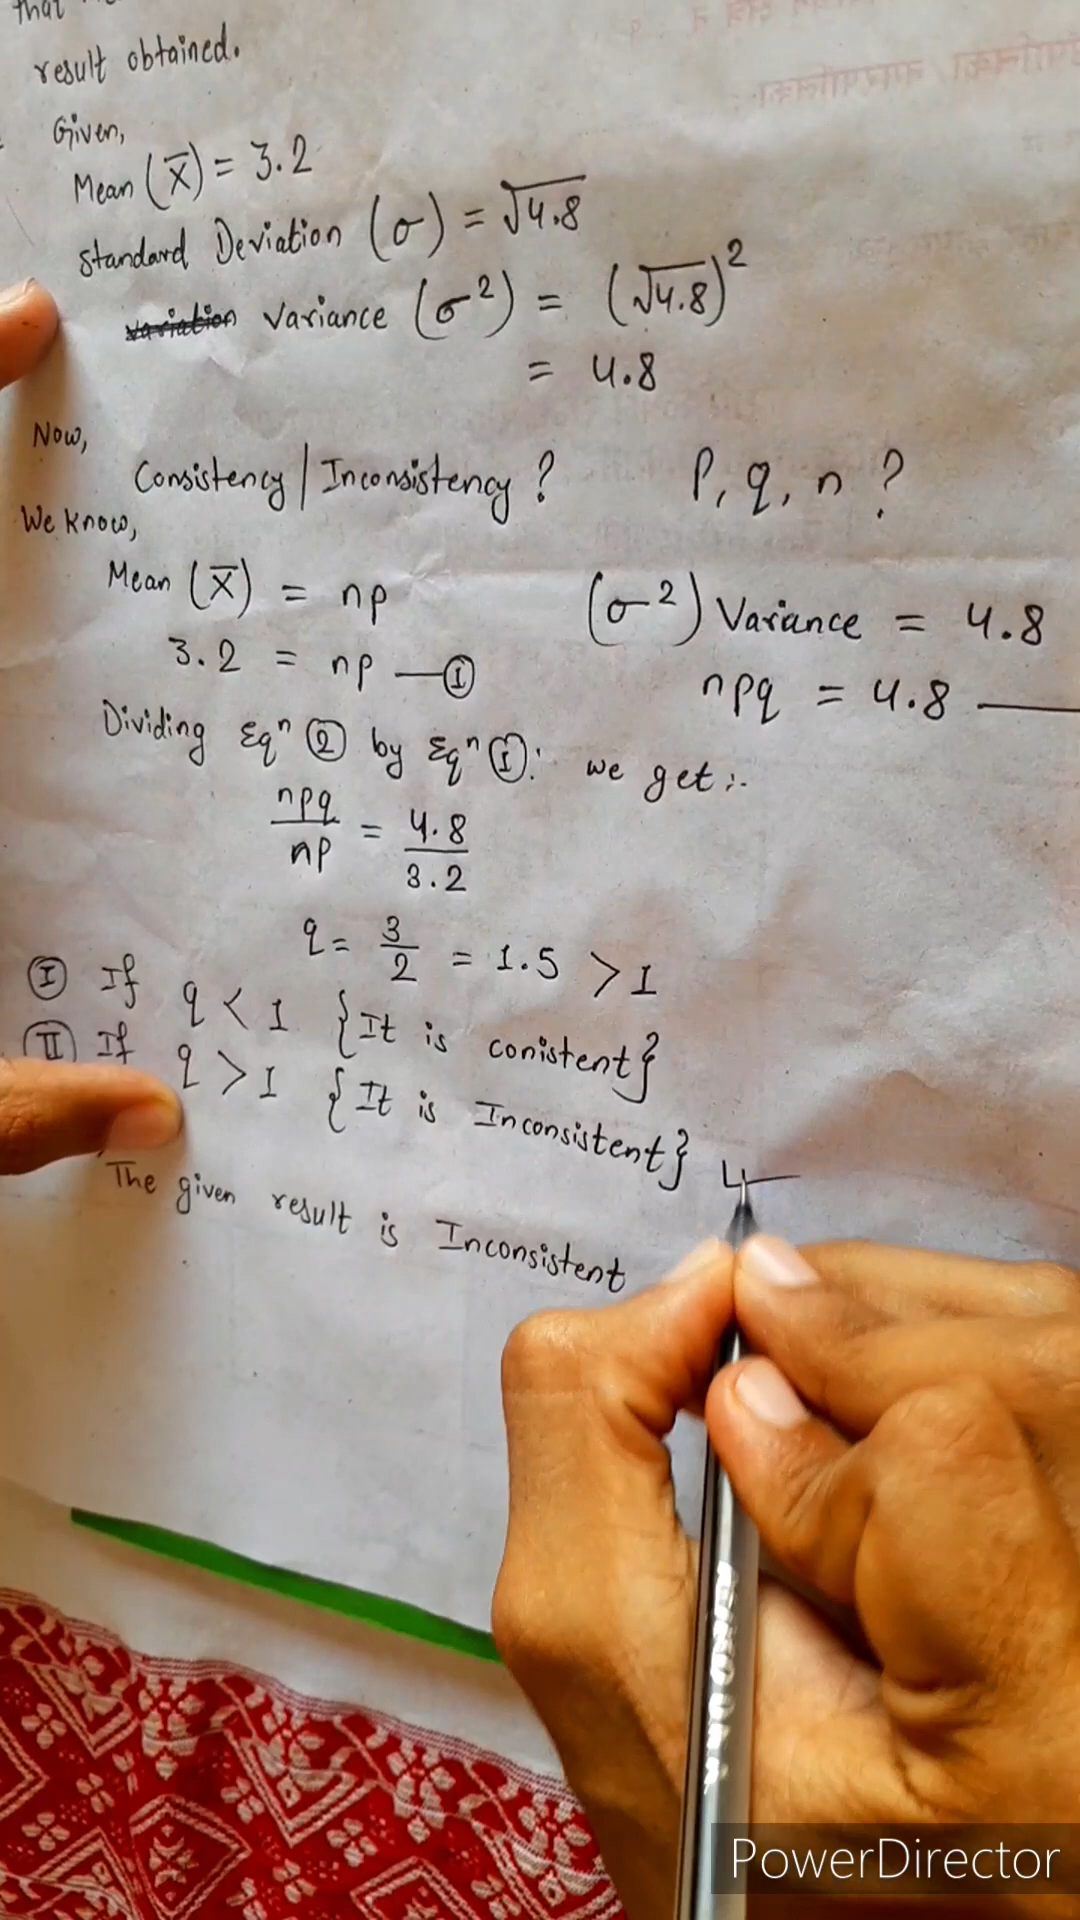 that
result obtained.
Given,
Mean (x̄) = 3.2
Standard Deviation (σ) = √4.8
variation Variance (σ²) = (√4.8)²
= 4.8
Now,
Consistency | Inconsistency ? P, q, n ?
We know,
Mean (x̄) = np (σ²) Variance = 4.8
3.2 = np —① npq = 4.8 —
Dividing Eqⁿ ② by Eqⁿ ①: we get :-
npq/np = 4.8/3.2
q = 3/2 = 1.5 > 1
Ⓘ If q < 1 {It is conistent}
Ⅱ If q > 1 {It is Inconsistent}
The given result is Inconsistent
PowerDirector